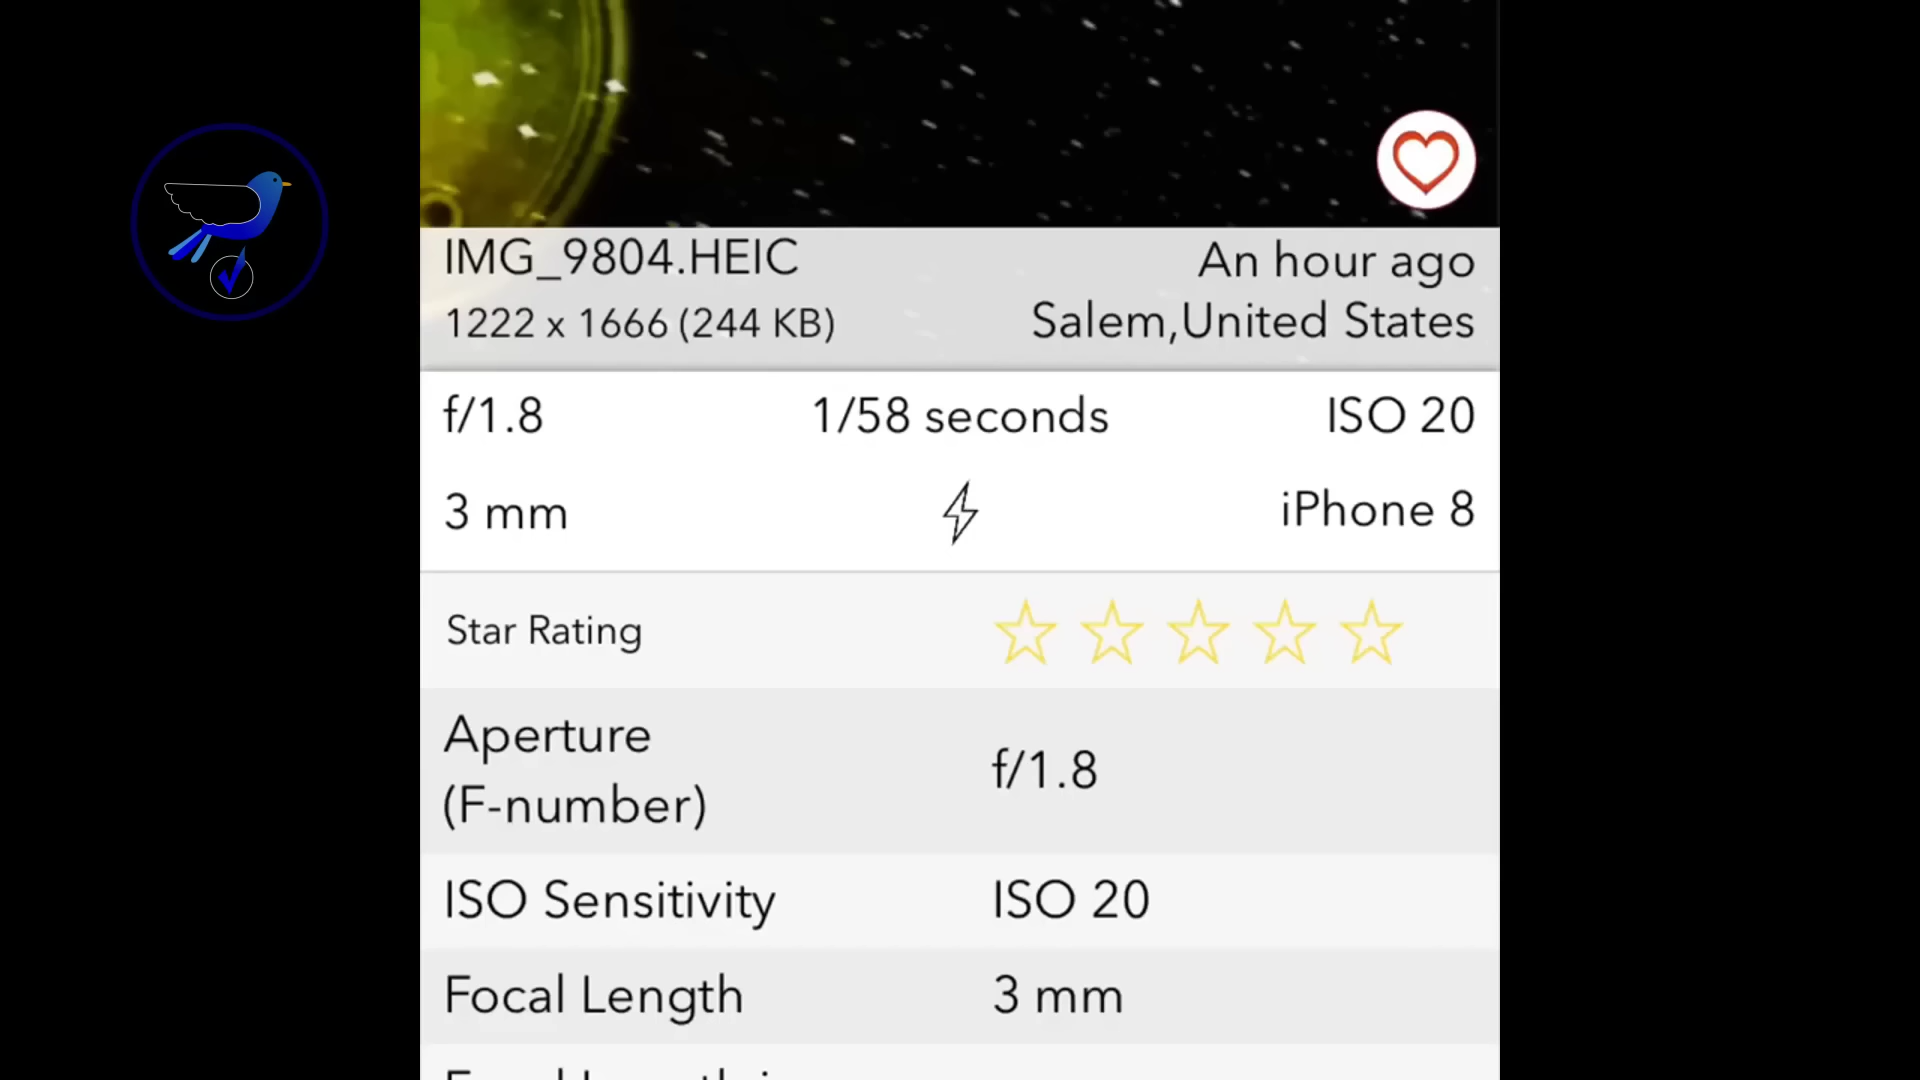 IMG_9804.HEIC
An hour ago
1222 x 1666 (244 KB)
Salem,United States
f/1.8
1/58 seconds
ISO 20
3 mm
iPhone 8
Star Rating
Aperture
(F-number)
f/1.8
ISO Sensitivity
ISO 20
Focal Length
3 mm